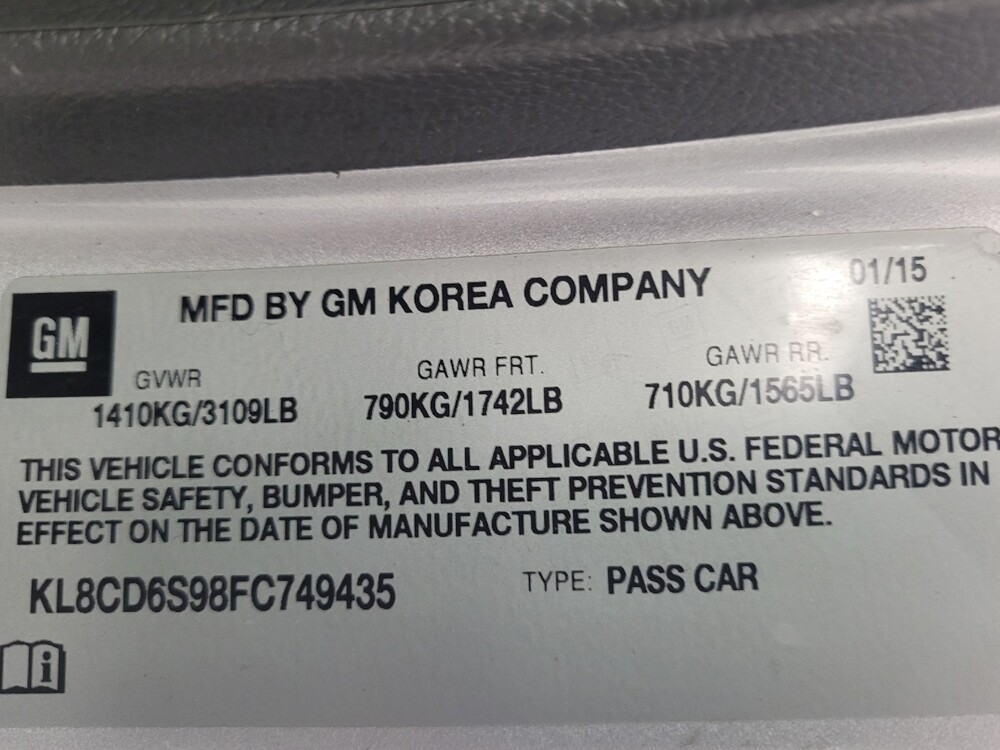 01/15
MFD BY GM KOREA COMPANY
GM
GVWR GAWR FRT. GAWR RR.
1410KG/3109LB 790KG/1742LB 710KG/1565LB
THIS VEHICLE CONFORMS TO ALL APPLICABLE U.S. FEDERAL MOTOR
VEHICLE SAFETY, BUMPER, AND THEFT PREVENTION STANDARDS IN
EFFECT ON THE DATE OF MANUFACTURE SHOWN ABOVE.
KL8CD6S98FC749435 TYPE: PASS CAR
i